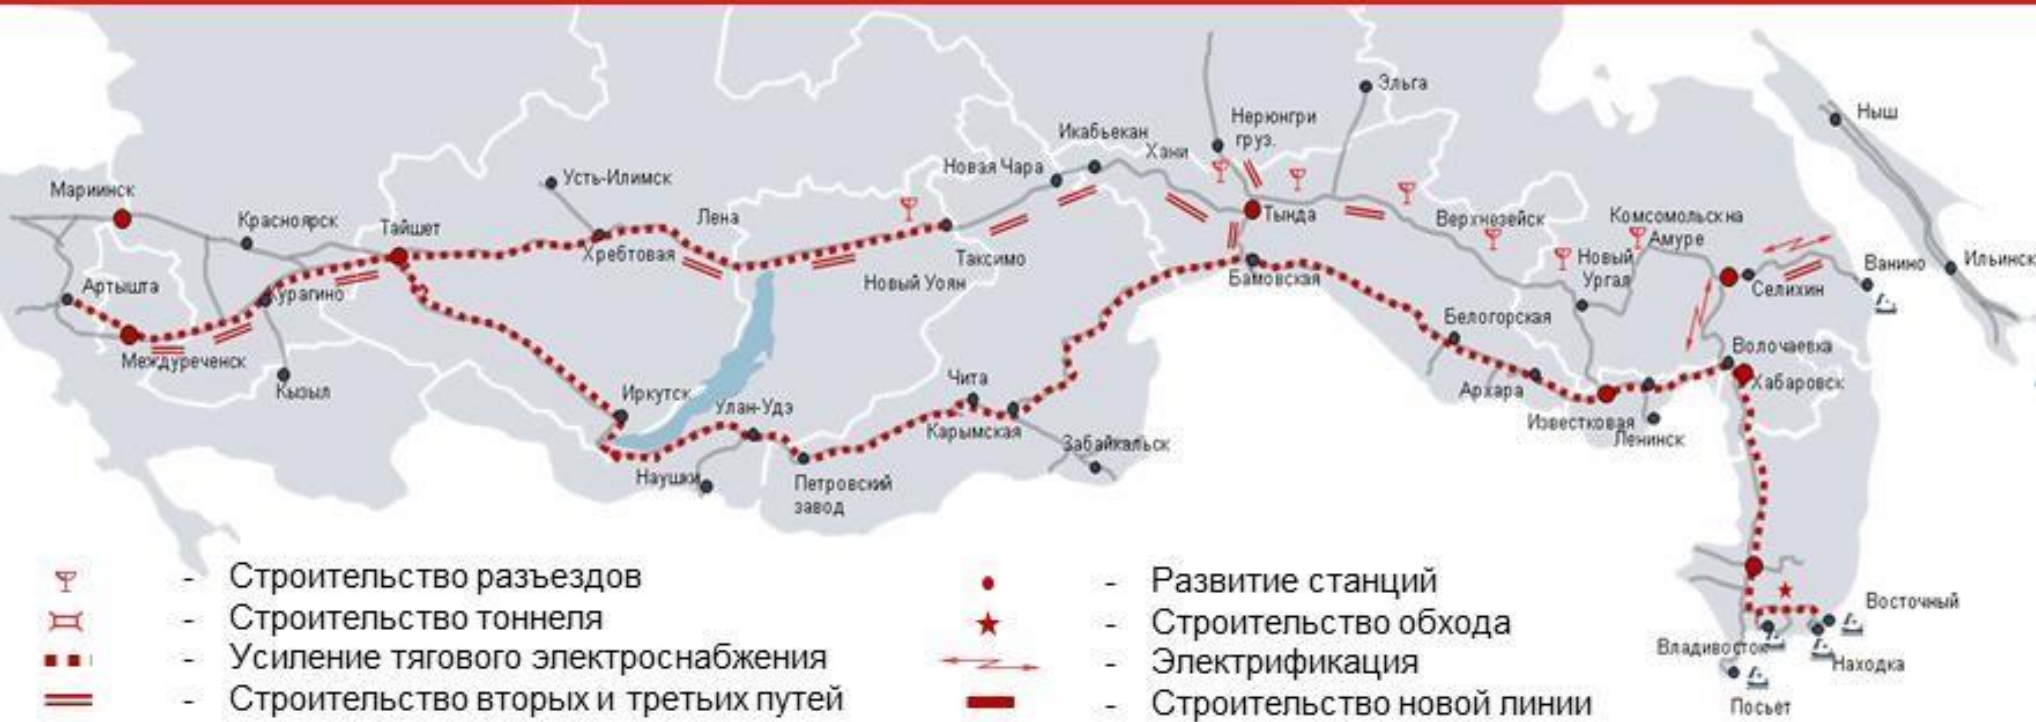 Эльга
Ныш
Нерюнгри
груз.
Икабьекан
Хани
Новая Чара
Усть-Илимск
Мариинск
Красноярск
Тайшет
Лена
Тында
Верхнезейск
Комсомольск на
Амуре
Хребтовая
Таксимо
Новый
Ургал
Ванино
Ильинск
Артышта
Курагино
Новый Уоян
Бамовская
Селихин
Белогорская
Волочаевка
Междуреченск
Кызыл
Иркутск
Чита
Улан-Удэ
Хабаровск
Архара
Известковая
Ленинск
Карымская
Забайкальск
Наушки
Петровский
завод
Строительство разъездов
Строительство тоннеля
Усиление тягового электроснабжения
Строительство вторых и третьих путей
Развитие станций
Строительство обхода
Электрификация
Строительство новой линии
Восточный
Владивосток
Находка
Посьет